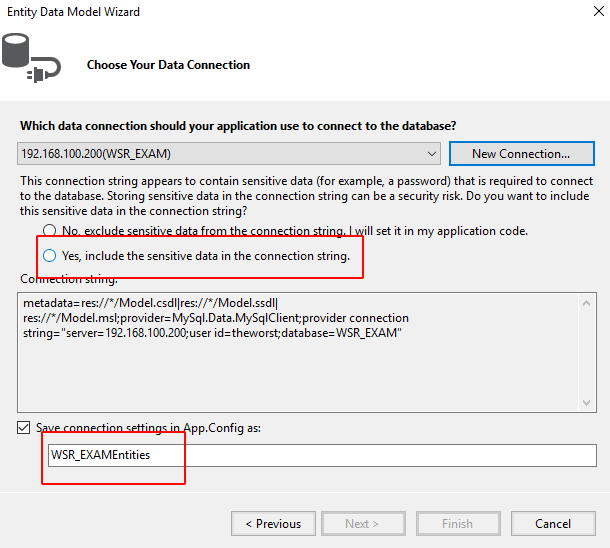 Entity Data Model Wizard
Choose Your Data Connection
Which data connection should your application use to connect to the database?
192.168.100.200(WSR_EXAM)
New Connection...
This connection string appears to contain sensitive data (for example, a password) that is required to connect
to the database. Storing sensitive data in the connection string can be a security risk. Do you want to include
this sensitive data in the connection string?
No, exclude sensitive data from the connection string. I will set it in my application code.
Yes, include the sensitive data in the connection string.
Connection string:
metadata=res://*/Model.csdl|res://*/Model.ssdl|
res://*/Model.msl;provider=MySql.Data.MySqlClient;provider connection
string="server=192.168.100.200;user id=theworst;database=WSR_EXAM"
Save connection settings in App.Config as:
WSR_EXAMEntities
< Previous
Next >
Finish
Cancel